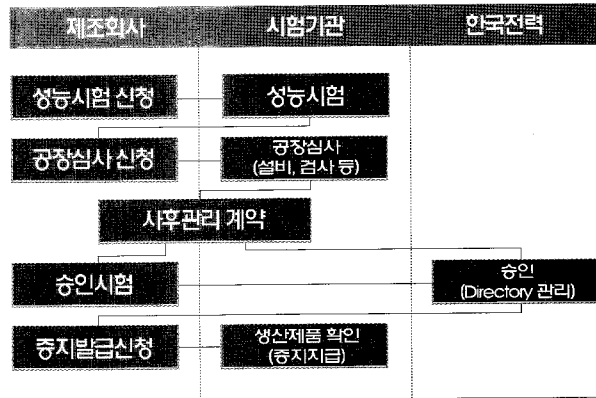 제조회사
시험기관
한국전력
성능시험 신청
성능시험
공장심사 신청
공장심사
(설비, 검사 등)
사후관리 계약
승인시험
승인
(Directory 관리)
증지발급신청
생산제품 확인
(증지지급)